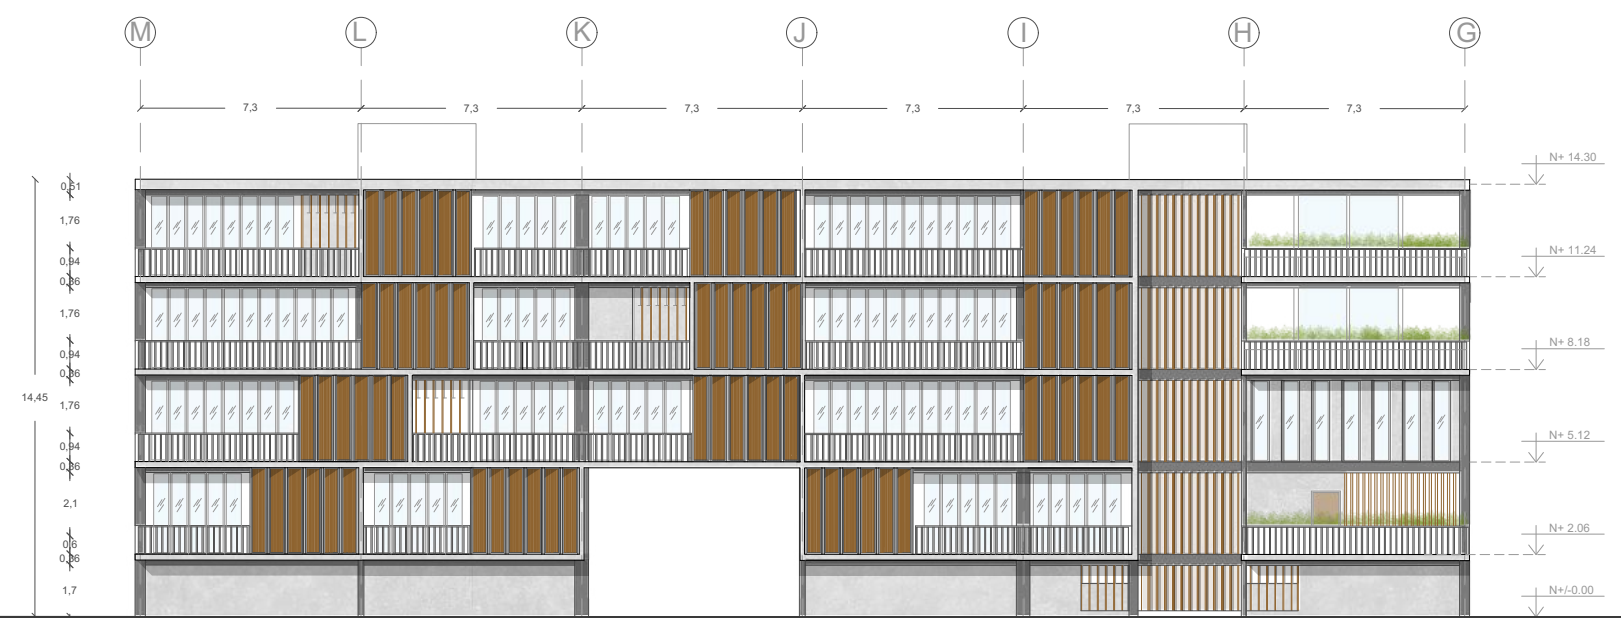 M L K J I H G
7,3 7,3 7,3 7,3 7,3 7,3
N+ 14.30
0,51
1,76
N+ 11.24
0,94
0,36
1,76
N+ 8.18
0,94
0,36
14,45
1,76
N+ 5.12
0,94
0,36
2,1
N+ 2.06
0,6
0,36
1,7
N+/-0.00